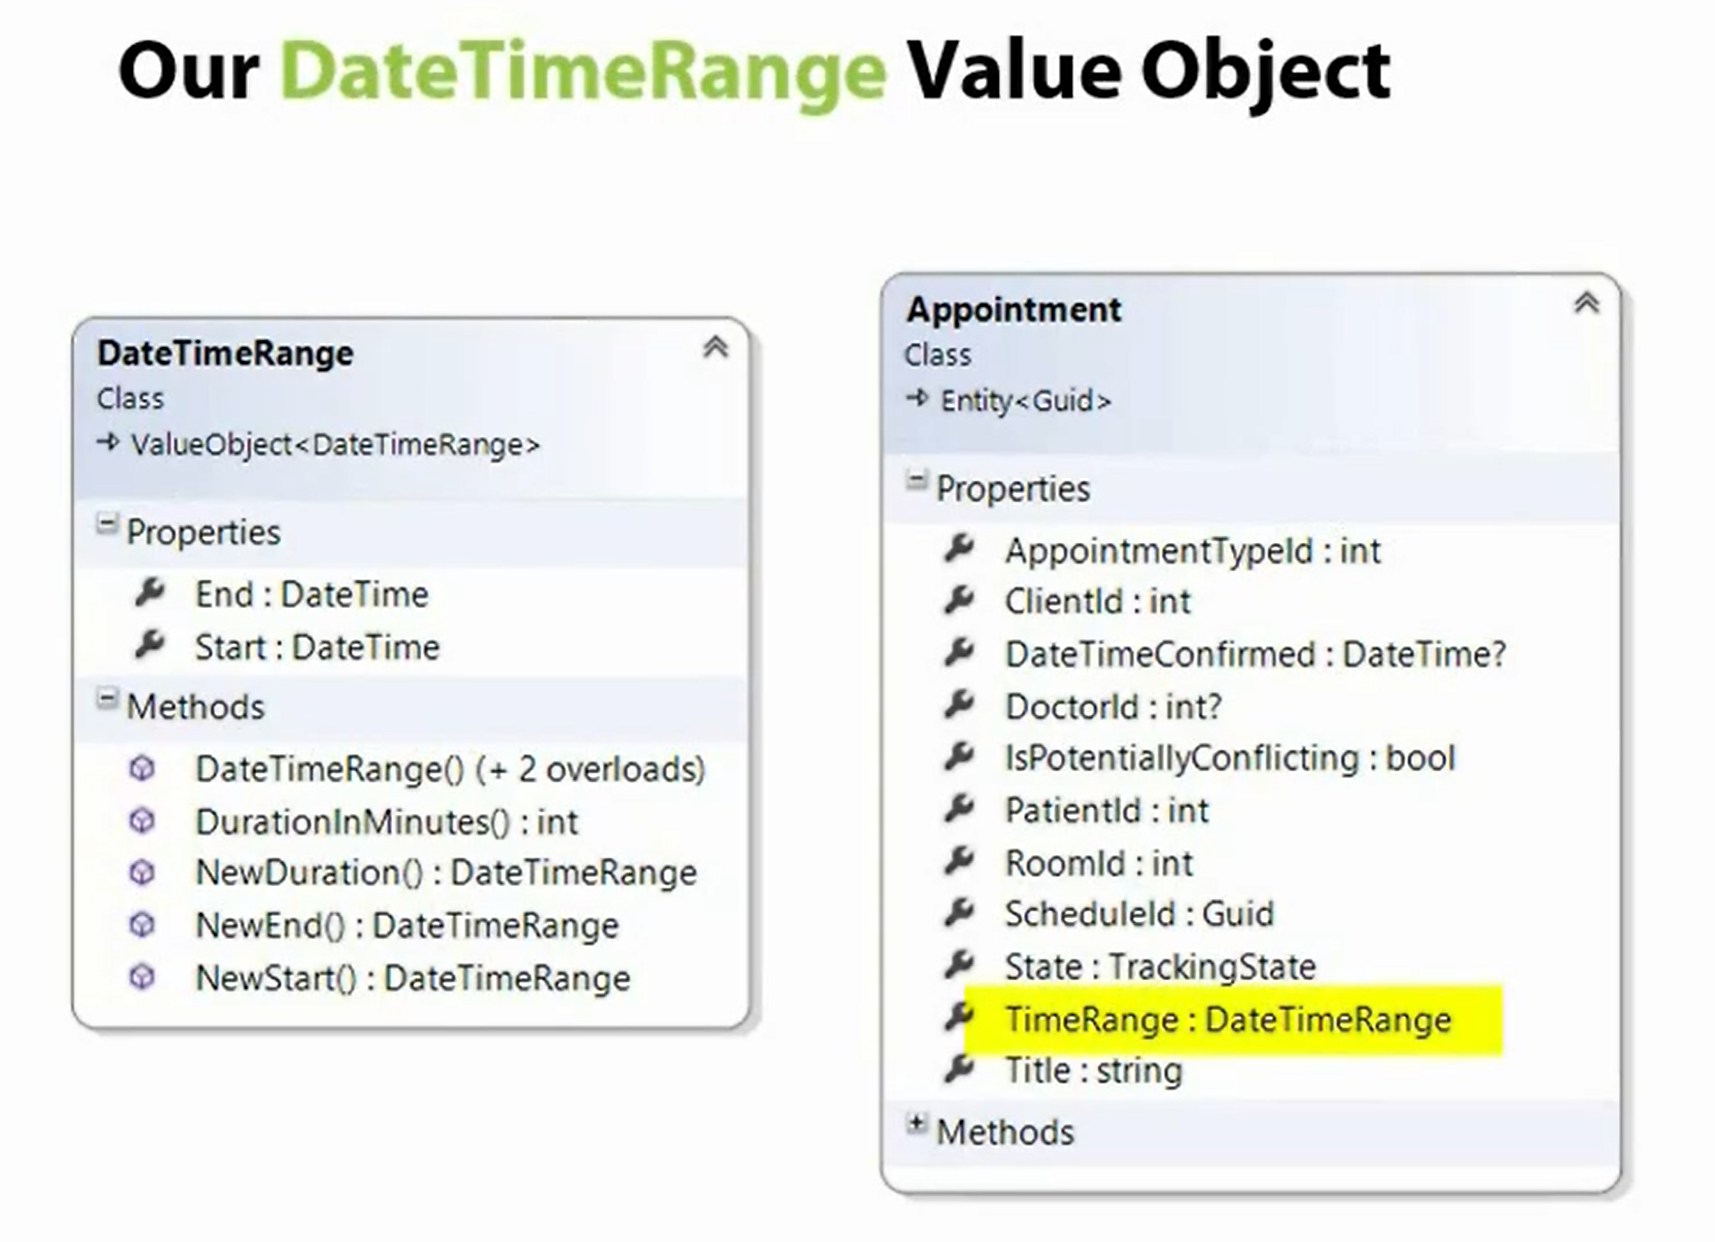 Our DateTimeRange Value Object
DateTimeRange
Class
ValueObject<DateTimeRange>
Properties
End : DateTime
Start : DateTime
Methods
DateTimeRange() (+ 2 overloads)
DurationInMinutes() : int
NewDuration() : DateTimeRange
NewEnd() : DateTimeRange
NewStart() : DateTimeRange
Appointment
Class
Entity<Guid>
Properties
AppointmentTypeId : int
ClientId : int
DateTimeConfirmed : DateTime?
DoctorId : int?
IsPotentiallyConflicting : bool
PatientId : int
RoomId : int
ScheduleId : Guid
State : TrackingState
TimeRange : DateTimeRange
Title : string
Methods